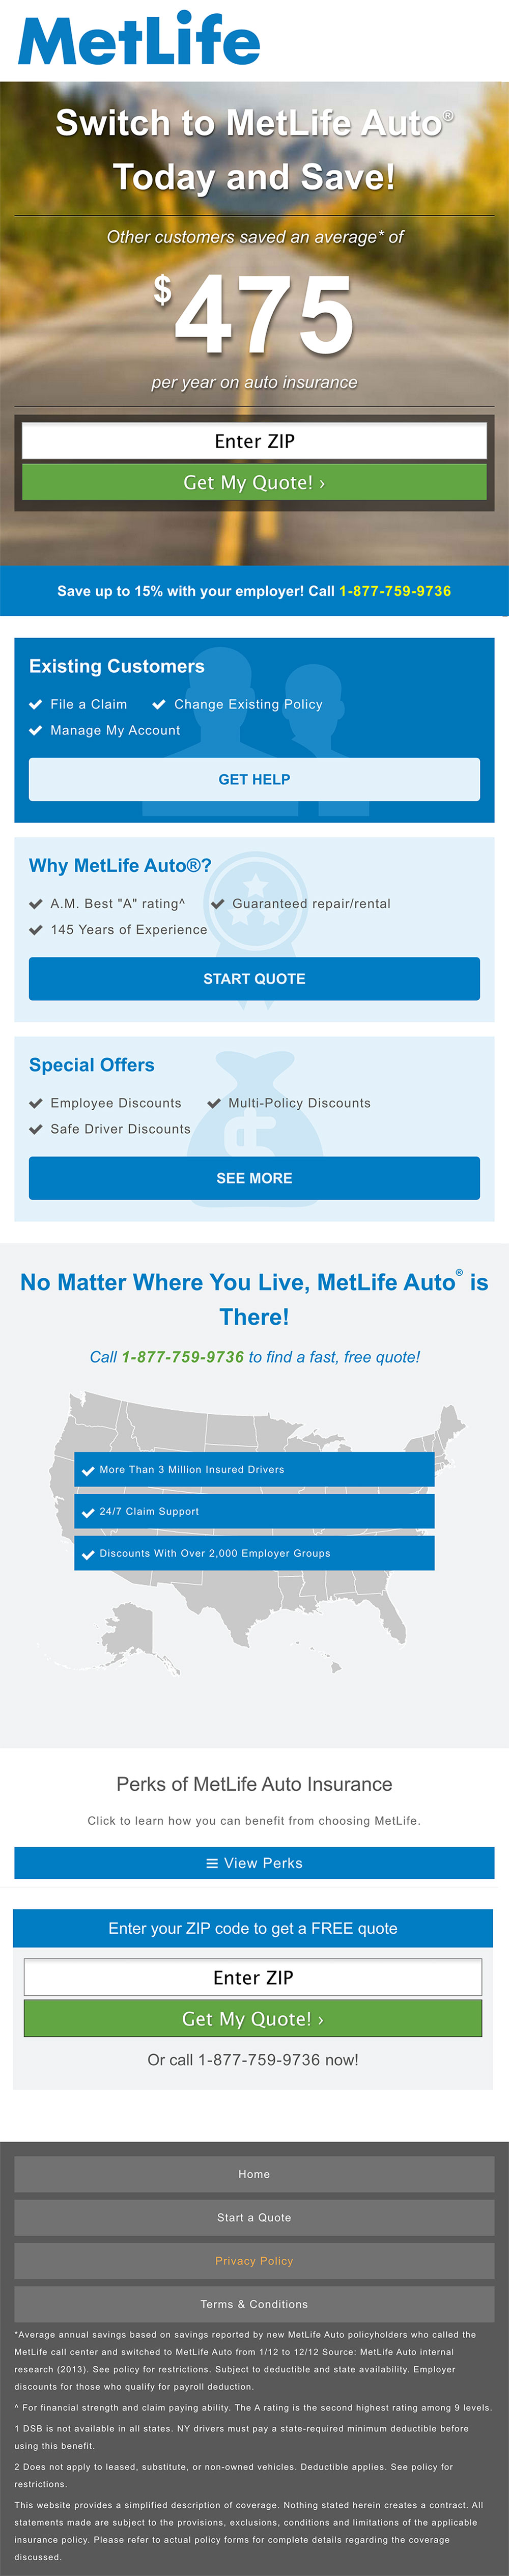 MetLife
Switch to MetLife Auto®
Today and Save!
Other customers saved an average* of
$475
per year on auto insurance
Enter ZIP
Get My Quote! ›
Save up to 15% with your employer! Call 1-877-759-9736
Existing Customers
File a Claim Change Existing Policy
Manage My Account
GET HELP
Why MetLife Auto®?
A.M. Best "A" rating^ Guaranteed repair/rental
145 Years of Experience
START QUOTE
Special Offers
Employee Discounts Multi-Policy Discounts
Safe Driver Discounts
SEE MORE
No Matter Where You Live, MetLife Auto® is
There!
Call 1-877-759-9736 to find a fast, free quote!
More Than 3 Million Insured Drivers
24/7 Claim Support
Discounts With Over 2,000 Employer Groups
Perks of MetLife Auto Insurance
Click to learn how you can benefit from choosing MetLife.
View Perks
Enter your ZIP code to get a FREE quote
Enter ZIP
Get My Quote! ›
Or call 1-877-759-9736 now!
Home
Start a Quote
Privacy Policy
Terms & Conditions
*Average annual savings based on savings reported by new MetLife Auto policyholders who called the
MetLife call center and switched to MetLife Auto from 1/12 to 12/12 Source: MetLife Auto internal
research (2013). See policy for restrictions. Subject to deductible and state availability. Employer
discounts for those who qualify for payroll deduction.
^ For financial strength and claim paying ability. The A rating is the second highest rating among 9 levels.
1 DSB is not available in all states. NY drivers must pay a state-required minimum deductible before
using this benefit.
2 Does not apply to leased, substitute, or non-owned vehicles. Deductible applies. See policy for
restrictions.
This website provides a simplified description of coverage. Nothing stated herein creates a contract. All
statements made are subject to the provisions, exclusions, conditions and limitations of the applicable
insurance policy. Please refer to actual policy forms for complete details regarding the coverage
discussed.